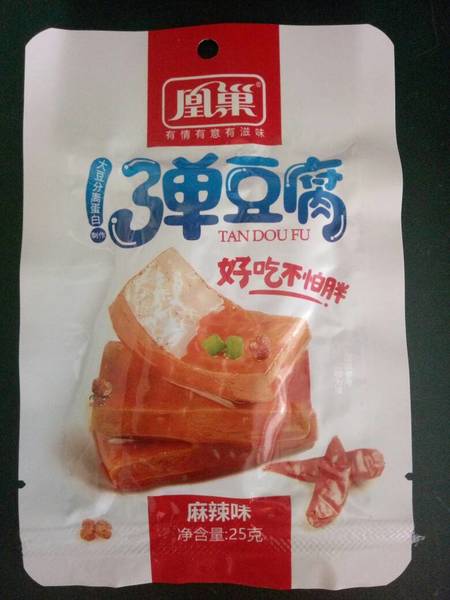 凰巢®
有情有意有滋味
大豆分离蛋白
制作
弹豆腐
TAN DOU FU
好吃不怕胖
麻辣味
净含量:25克